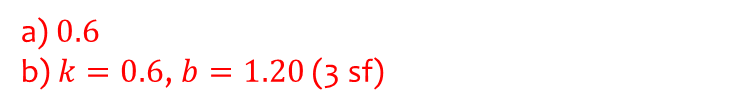 a) 0.6
b) k = 0.6, b = 1.20 (3 sf)